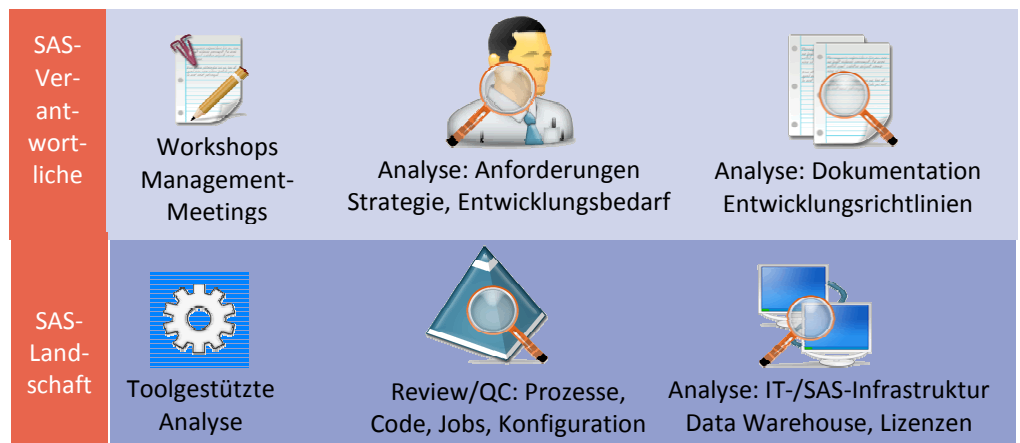 SAS-
Ver-
ant-
wort-
liche
Workshops
Management-
Meetings
Analyse: Anforderungen
Strategie, Entwicklungsbedarf
Analyse: Dokumentation
Entwicklungsrichtlinien
SAS-
Land-
schaft
Toolgestützte
Analyse
Review/QC: Prozesse,
Code, Jobs, Konfiguration
Analyse: IT-/SAS-Infrastruktur
Data Warehouse, Lizenzen